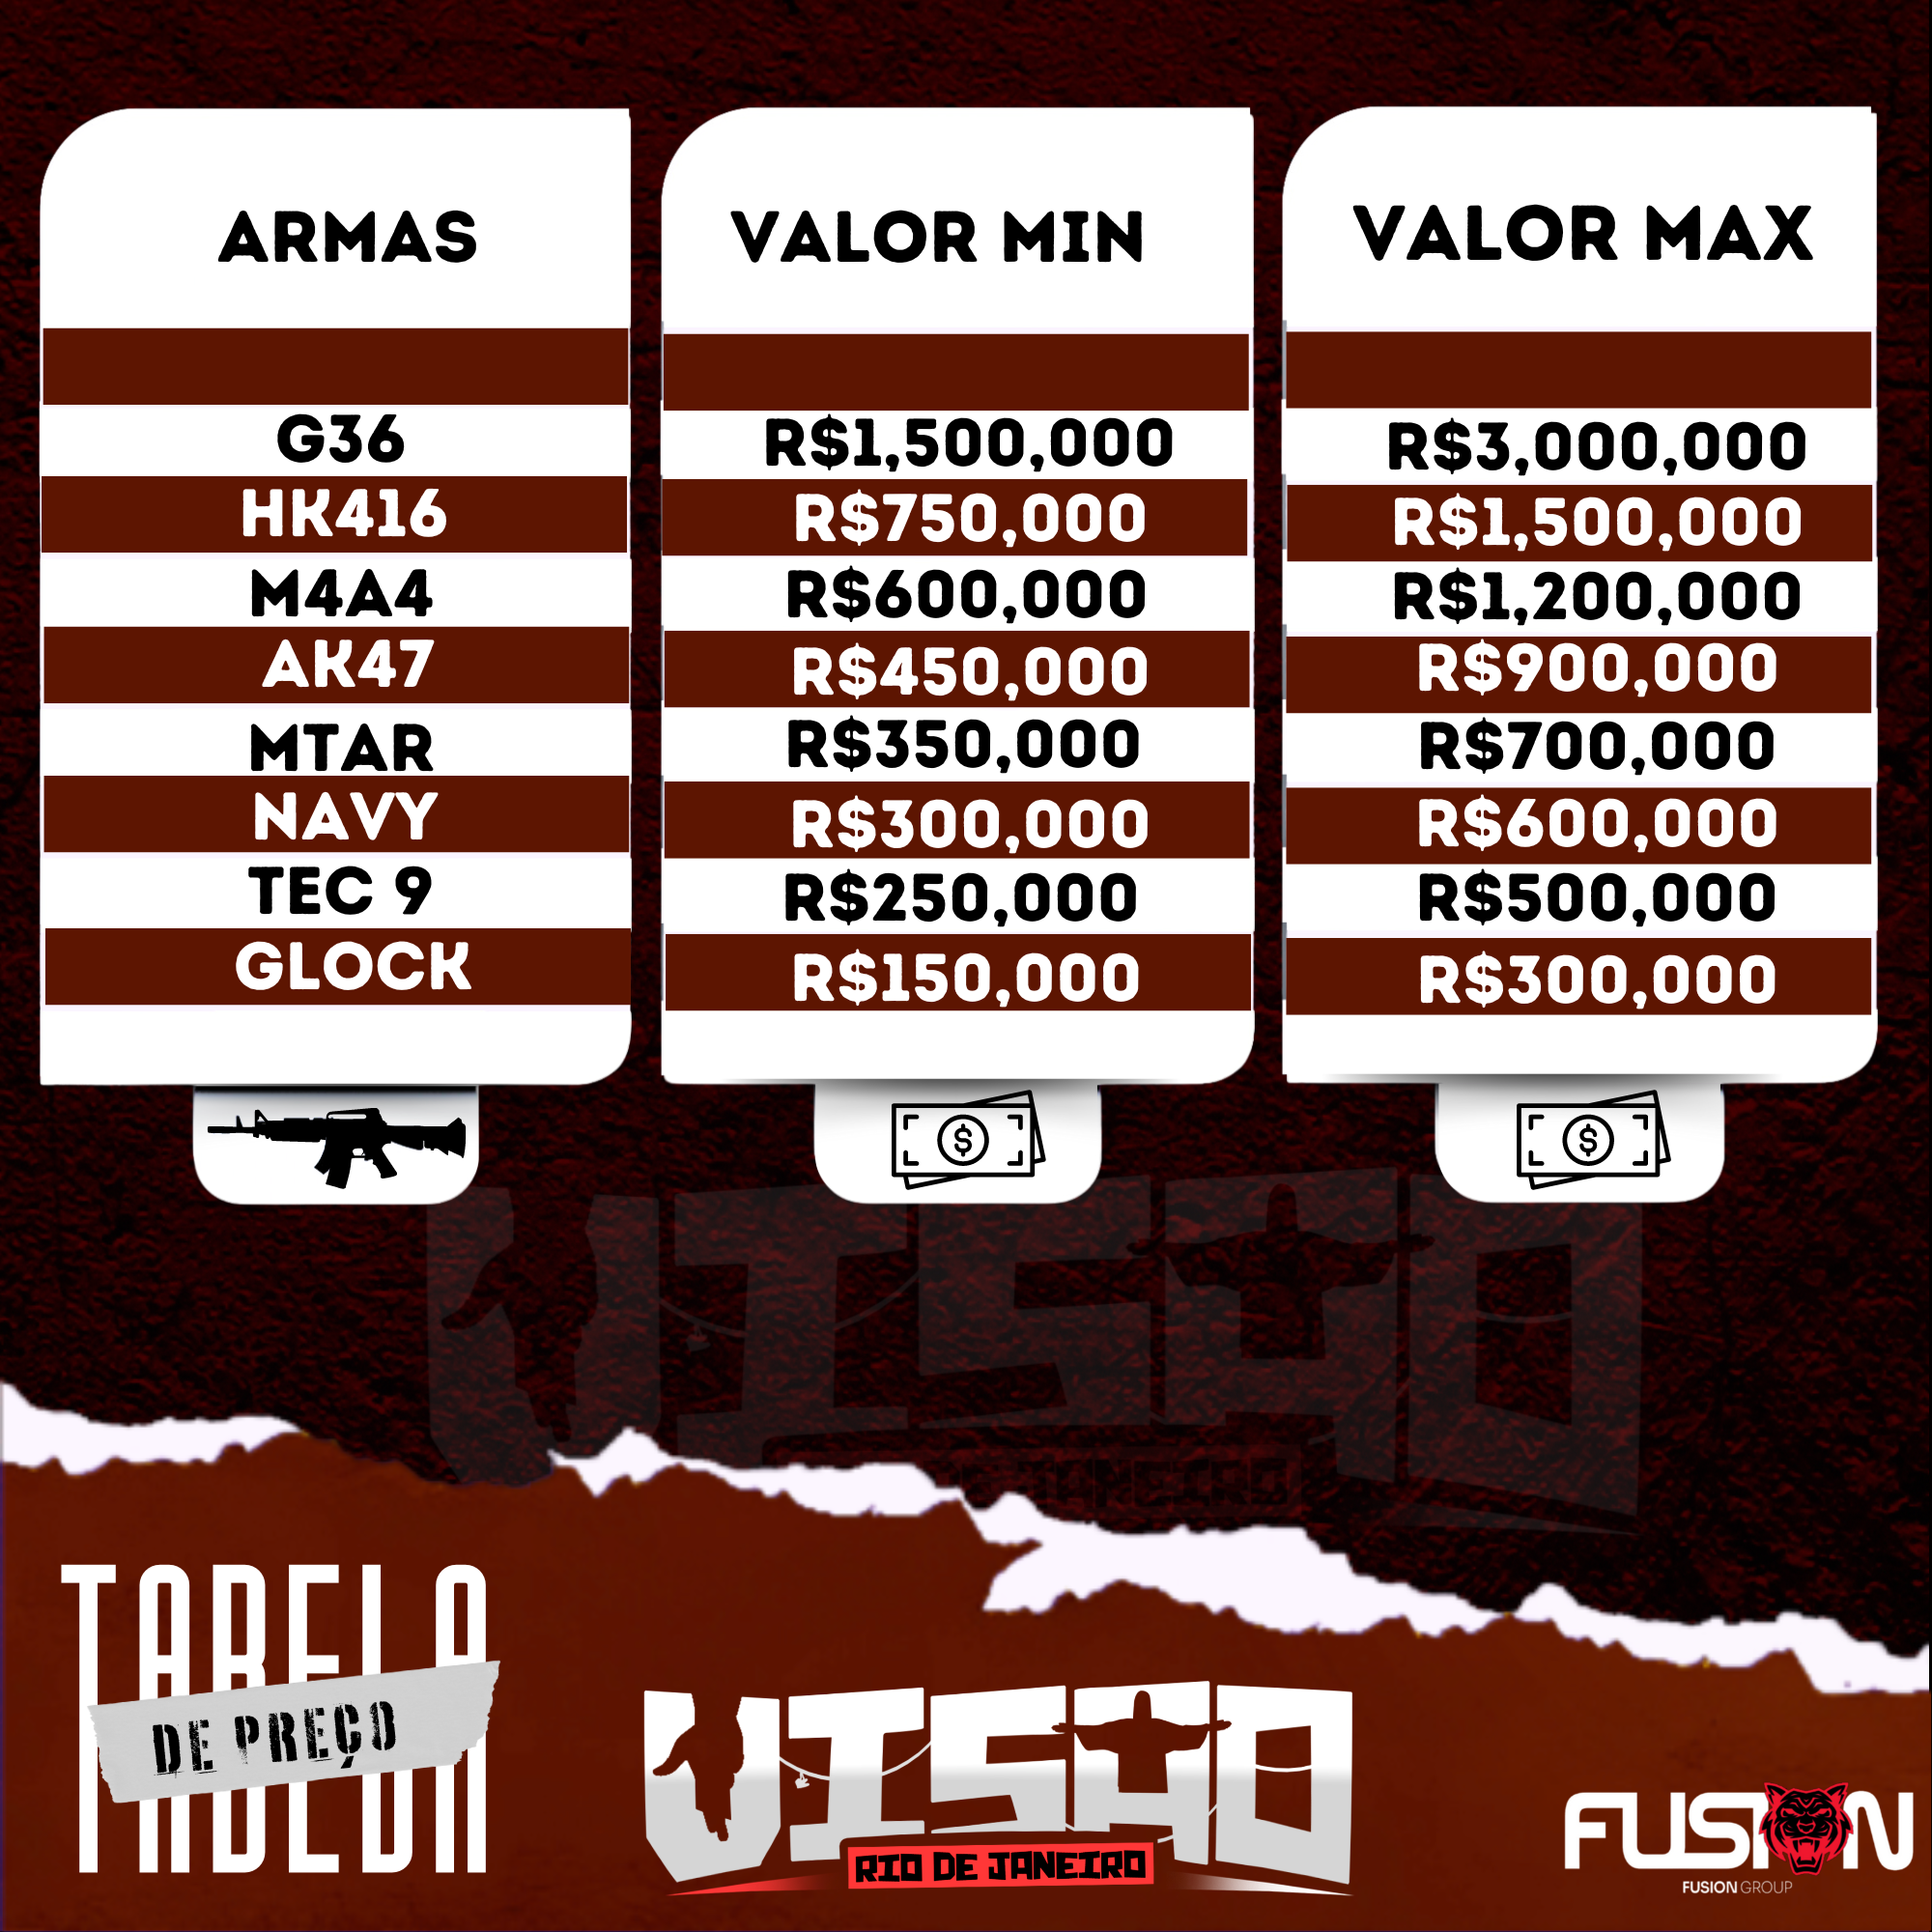 ARMAS VALOR MIN VALOR MAX
G36 R$1,500,000 R$3,000,000
HK416 R$750,000 R$1,500,000
M4A4 R$600,000 R$1,200,000
AK47 R$450,000 R$900,000
MTAR R$350,000 R$700,000
NAVY R$300,000 R$600,000
TEC 9 R$250,000 R$500,000
GLOCK R$150,000 R$300,000
VISÃO
JANEIRO
TABELA
DE PREÇO
VISÃO
RIO DE JANEIRO
FUSION
FUSION GROUP